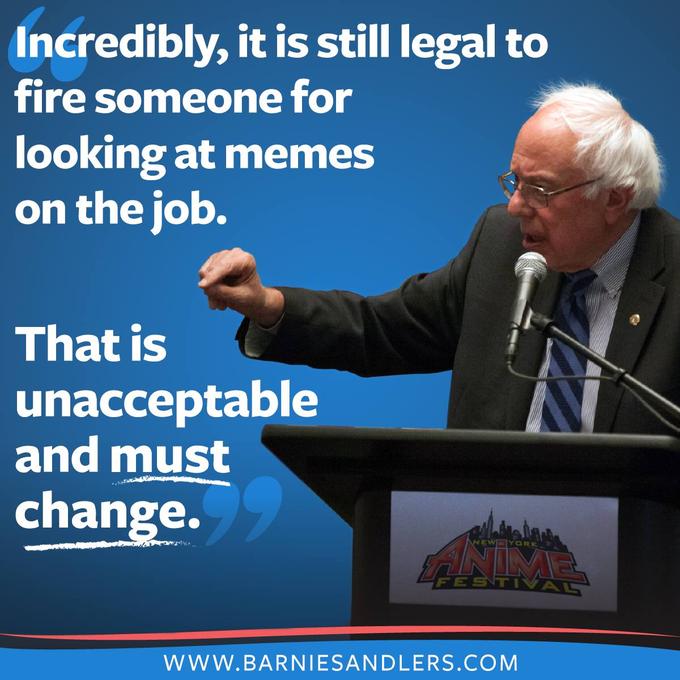 Incredibly, it is still legal to
fire someone for
looking at memes
on the job.
That is
unacceptable
and must
change.
NEW YORK
ANIME
FESTIVAL
WWW.BARNIESANDLERS.COM